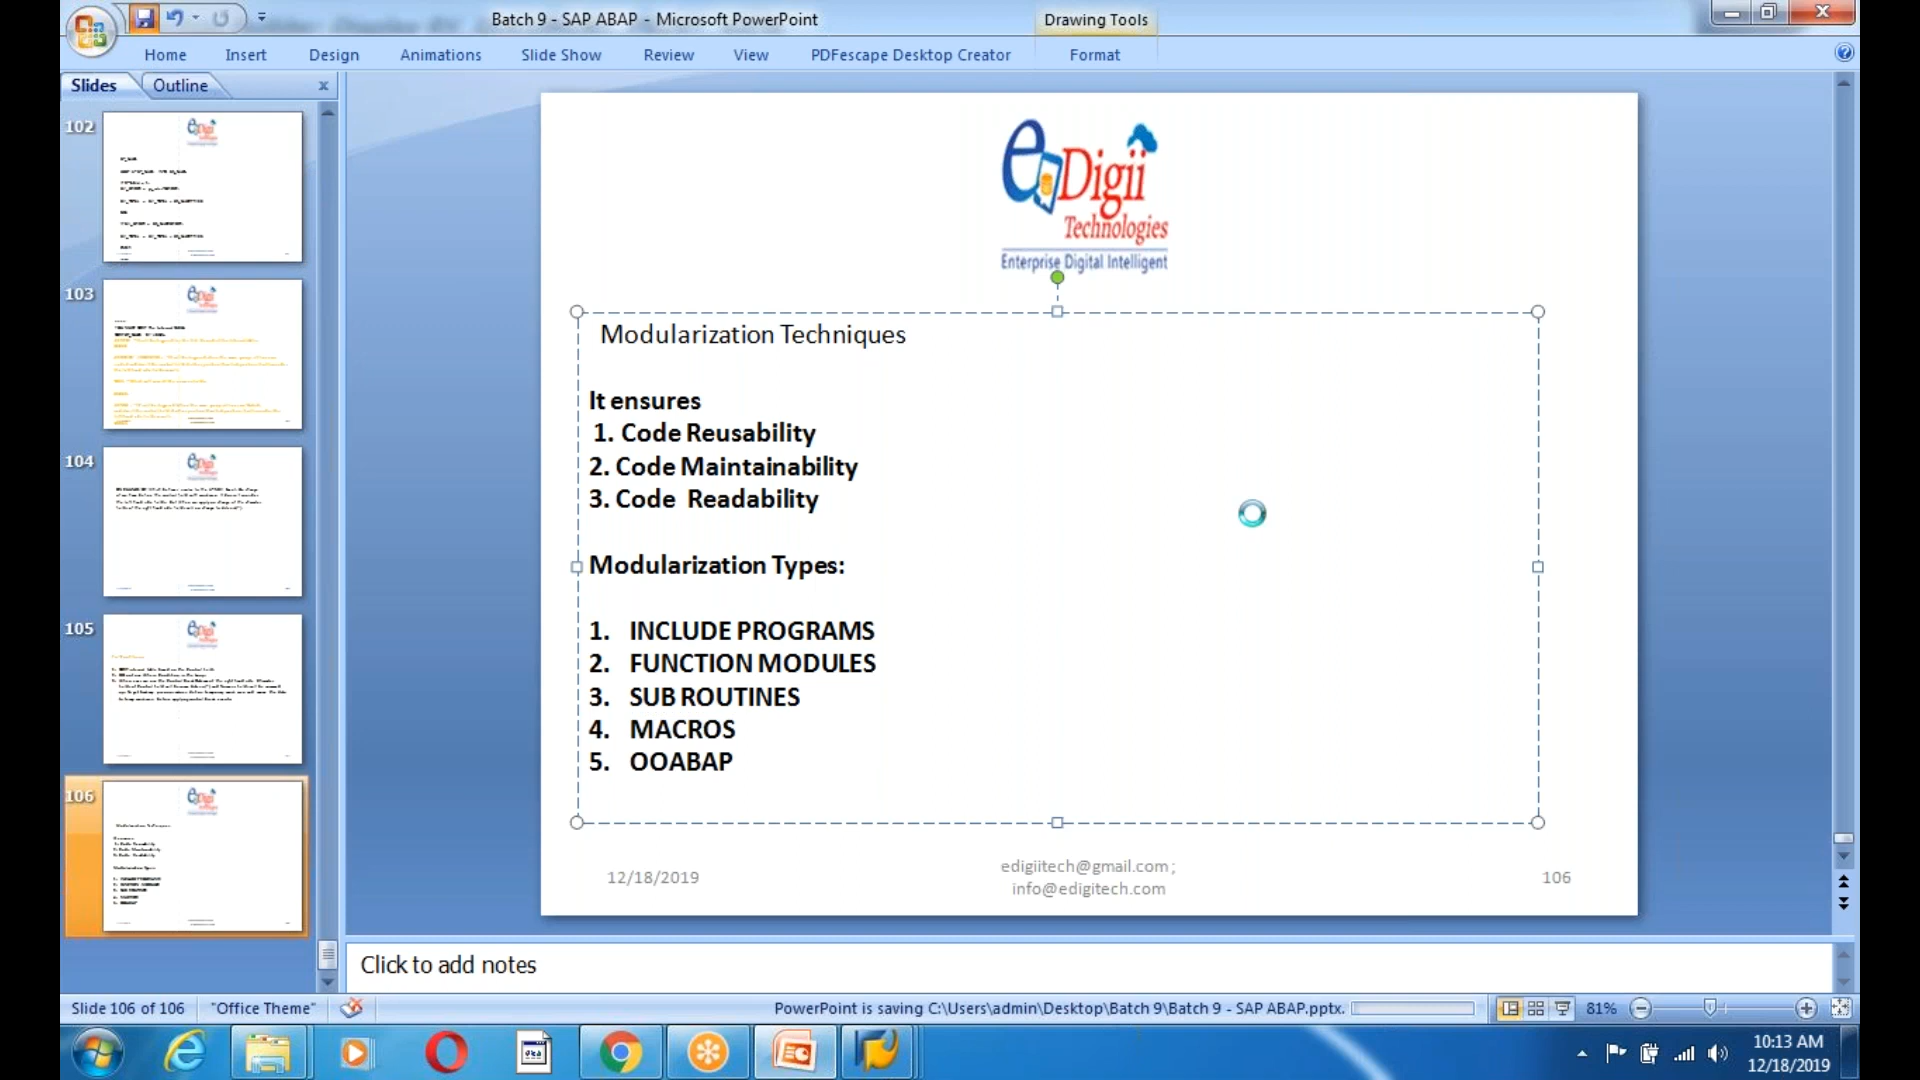 Batch 9 - SAP ABAP - Microsoft PowerPoint
Drawing Tools
Home
Insert
Design
Animations
Slide Show
Review
View
PDFescape Desktop Creator
Format
Slides
Outline
102
103
104
105
106
eDigii
Technologies
Enterprise Digital Intelligent
Modularization Techniques
It ensures
1. Code Reusability
2. Code Maintainability
3. Code Readability
Modularization Types:
1. INCLUDE PROGRAMS
2. FUNCTION MODULES
3. SUB ROUTINES
4. MACROS
5. OOABAP
12/18/2019
edigiitech@gmail.com ;
info@edigitech.com
106
Click to add notes
Slide 106 of 106
"Office Theme"
PowerPoint is saving C:\Users\admin\Desktop\Batch 9\Batch 9 - SAP ABAP.pptx.
81%
10:13 AM
12/18/2019